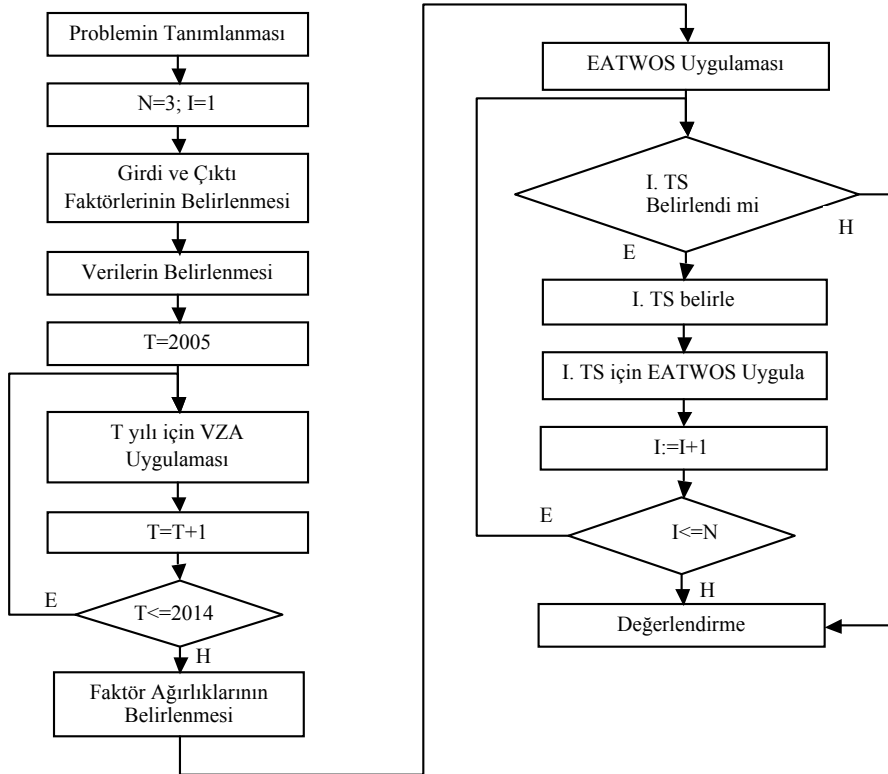 Problemin Tanımlanması
N=3; I=1
Girdi ve Çıktı
Faktörlerinin Belirlenmesi
Verilerin Belirlenmesi
T=2005
T yılı için VZA
Uygulaması
T=T+1
E
T<=2014
H
Faktör Ağırlıklarının
Belirlenmesi
EATWOS Uygulaması
I. TS
Belirlendi mi
H
E
I. TS belirle
I. TS için EATWOS Uygula
I:=I+1
E
I<=N
H
Değerlendirme